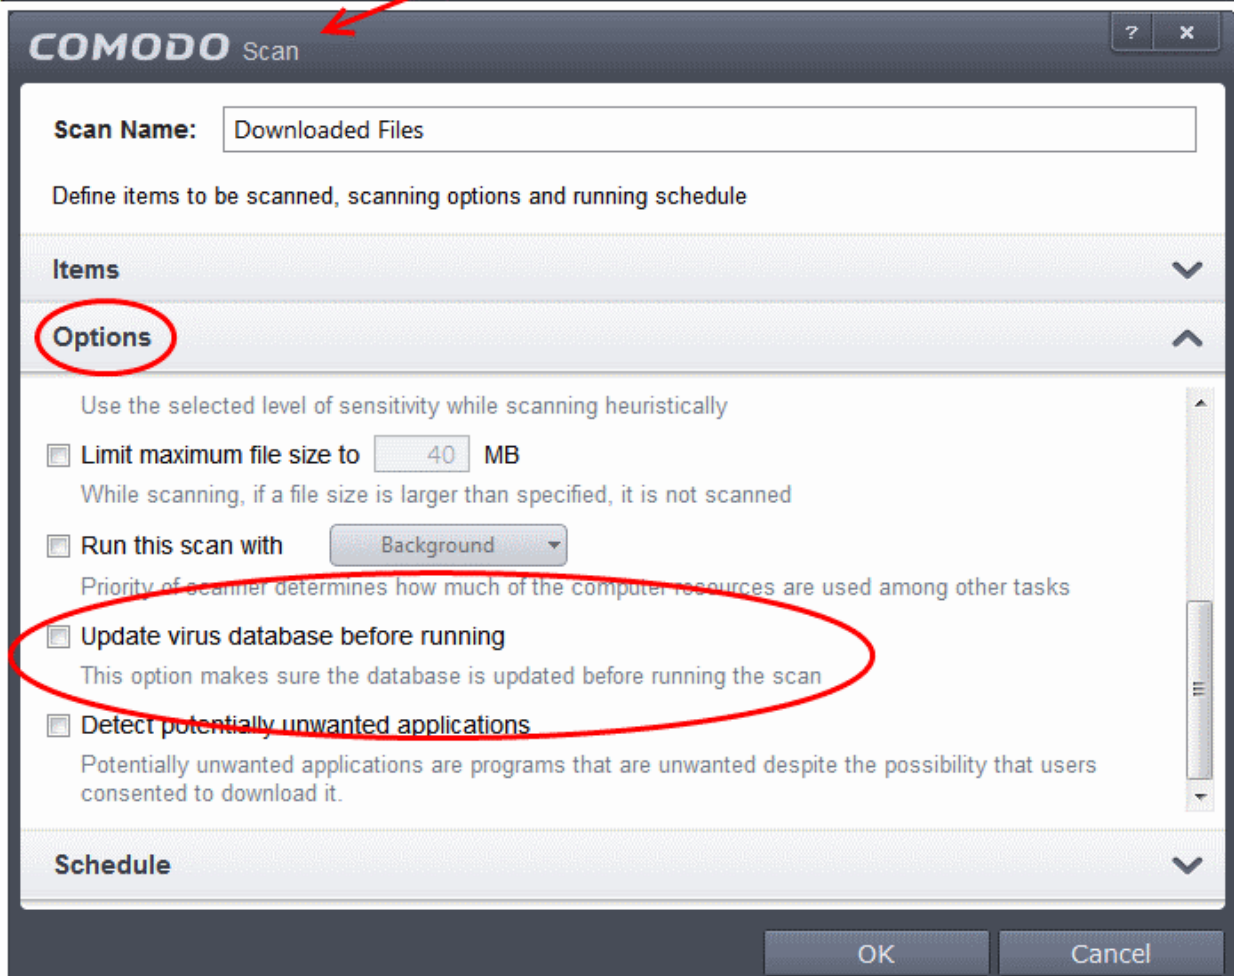 COMODO Scan
?
x
Scan Name: Downloaded Files
Define items to be scanned, scanning options and running schedule
Items
Options
Use the selected level of sensitivity while scanning heuristically
Limit maximum file size to 40 MB
While scanning, if a file size is larger than specified, it is not scanned
Run this scan with Background
Priority of scanner determines how much of the computer resources are used among other tasks
Update virus database before running
This option makes sure the database is updated before running the scan
Detect potentially unwanted applications
Potentially unwanted applications are programs that are unwanted despite the possibility that users
consented to download it.
Schedule
OK
Cancel